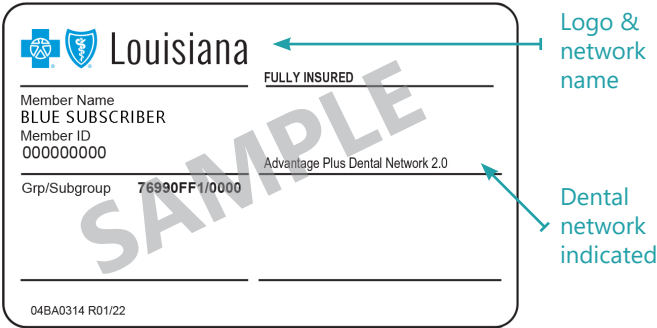 Louisiana
FULLY INSURED
Member Name
BLUE SUBSCRIBER
Member ID
000000000
Advantage Plus Dental Network 2.0
Grp/Subgroup 76990FF1/0000
SAMPLE
04BA0314 R01/22
Logo &
network
name
Dental
network
indicated